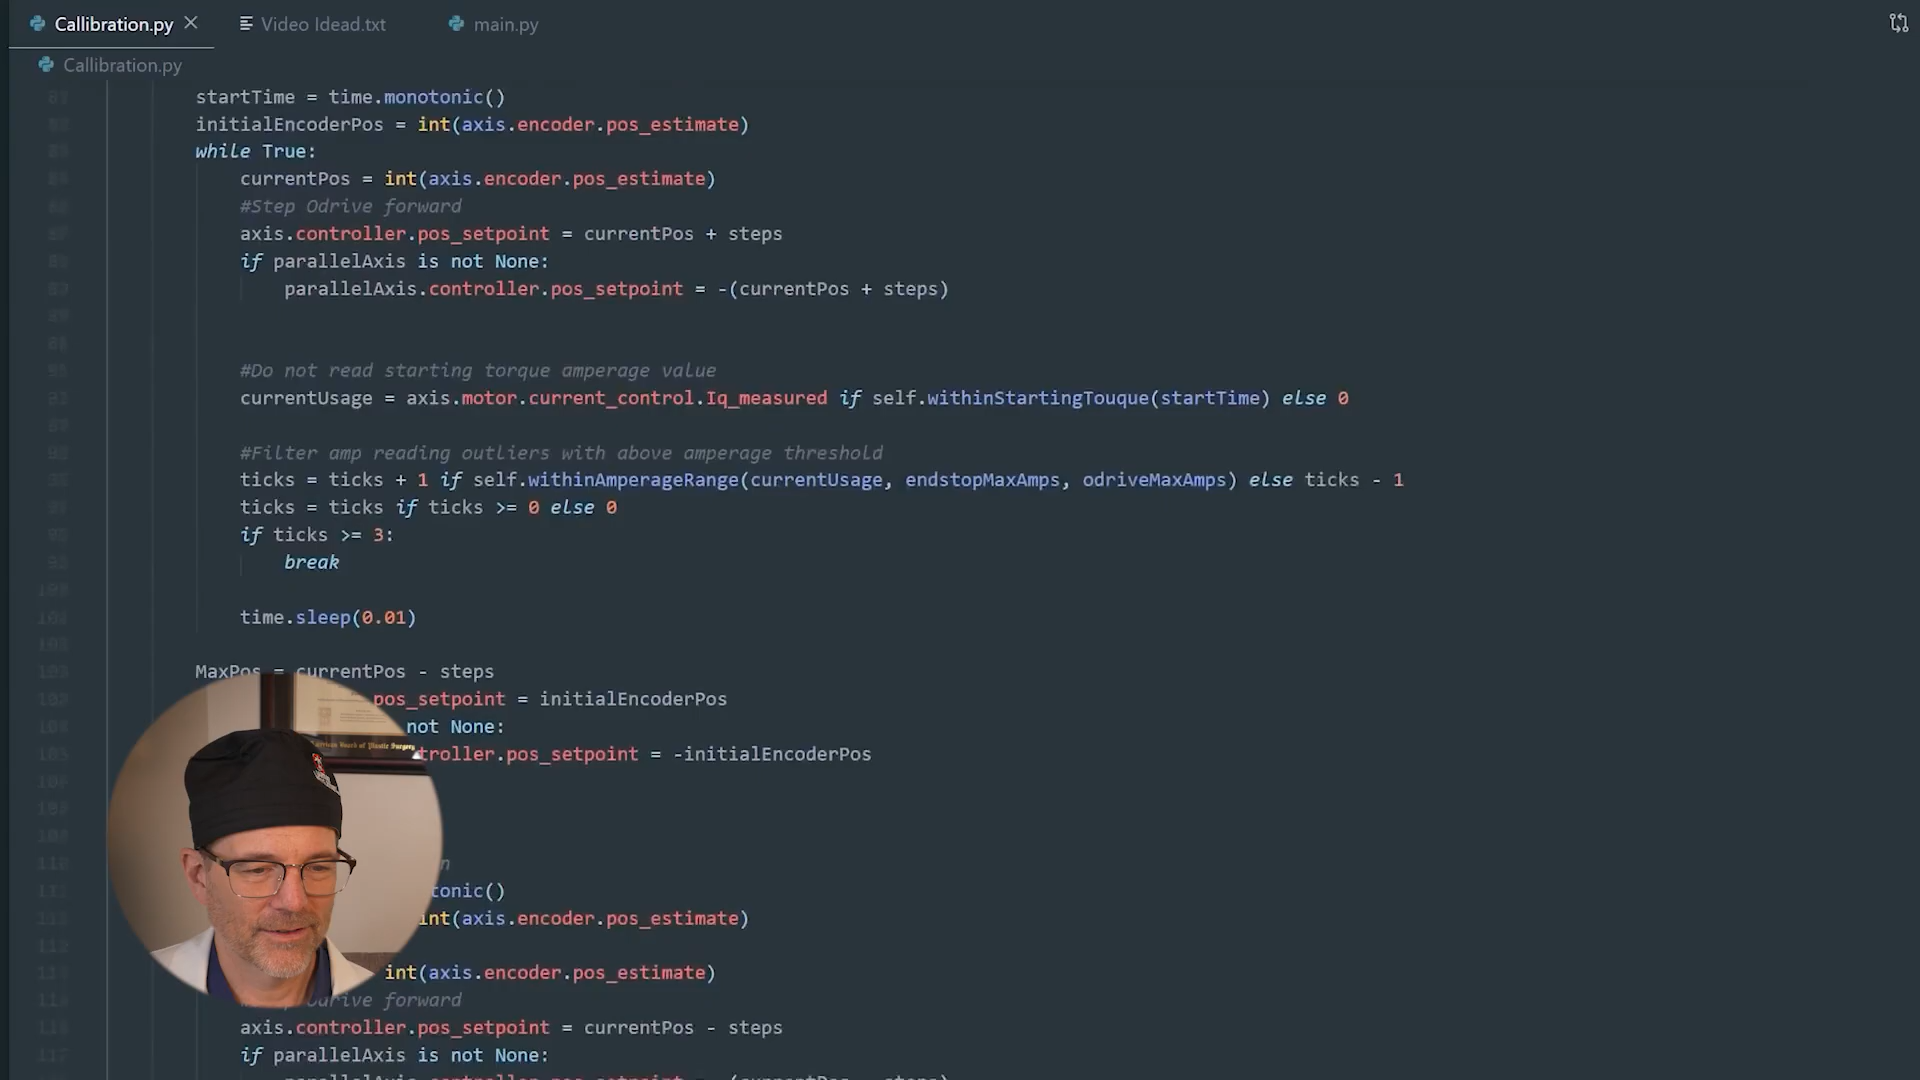 Callibration.py
Video Idead.txt
main.py
Callibration.py
startTime = time.monotonic()
initialEncoderPos = int(axis.encoder.pos_estimate)
while True:
currentPos = int(axis.encoder.pos_estimate)
#Step Odrive forward
axis.controller.pos_setpoint = currentPos + steps
if parallelAxis is not None:
parallelAxis.controller.pos_setpoint = -(currentPos + steps)
#Do not read starting torque amperage value
currentUsage = axis.motor.current_control.Iq_measured if self.withinStartingTouque(startTime) else 0
#Filter amp reading outliers with above amperage threshold
ticks = ticks + 1 if self.withinAmperageRange(currentUsage, endstopMaxAmps, odriveMaxAmps) else ticks - 1
ticks = ticks if ticks >= 0 else 0
if ticks >= 3:
break
time.sleep(0.01)
MaxPos = currentPos - steps
pos_setpoint = initialEncoderPos
not None:
troller.pos_setpoint = -initialEncoderPos
n
tonic()
int(axis.encoder.pos_estimate)
int(axis.encoder.pos_estimate)
Odrive forward
axis.controller.pos_setpoint = currentPos - steps
if parallelAxis is not None: